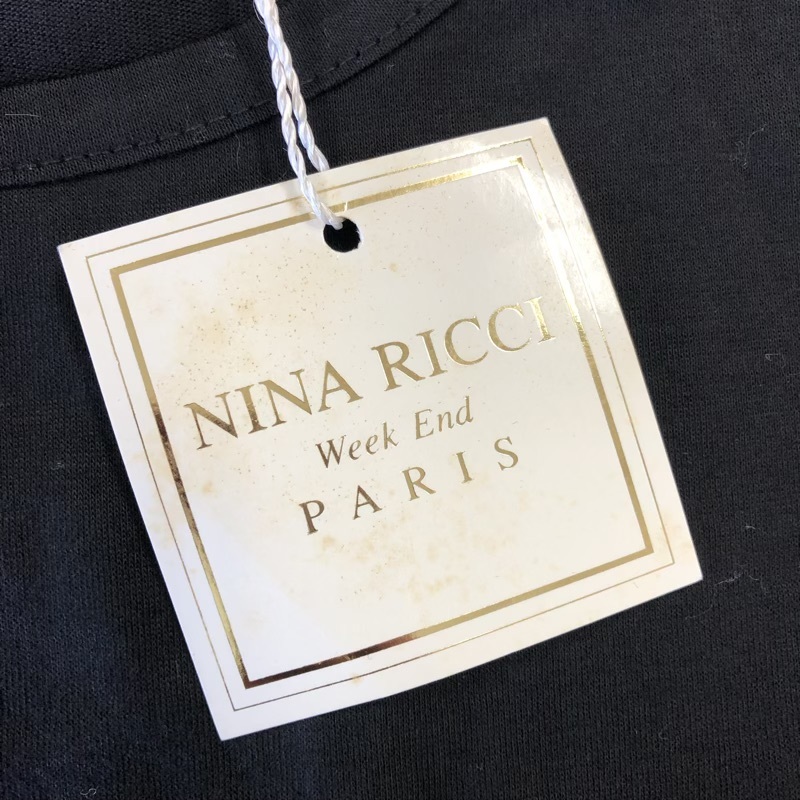 NINA RICCI
Week End
PARIS